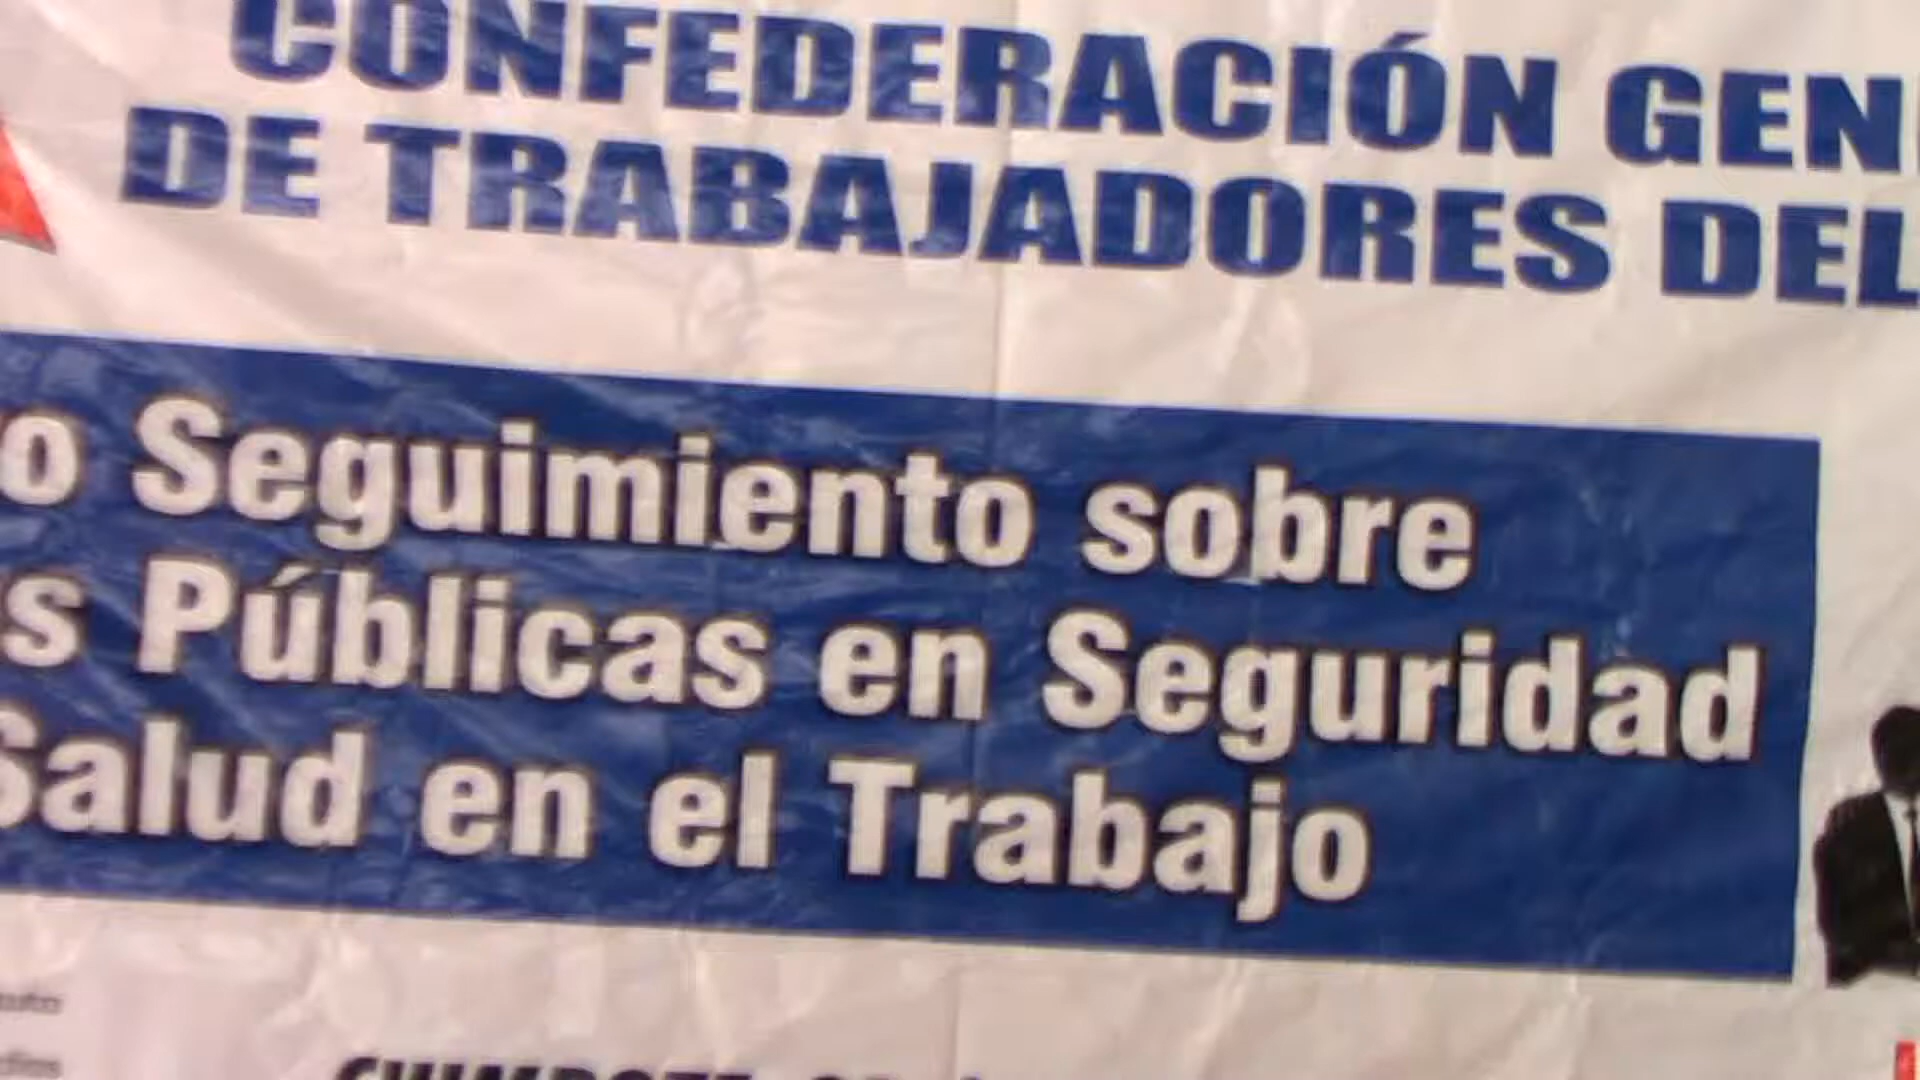 CONFEDERACIÓN GEN
DE TRABAJADORES DEL
o Seguimiento sobre
s Públicas en Seguridad
Salud en el Trabajo